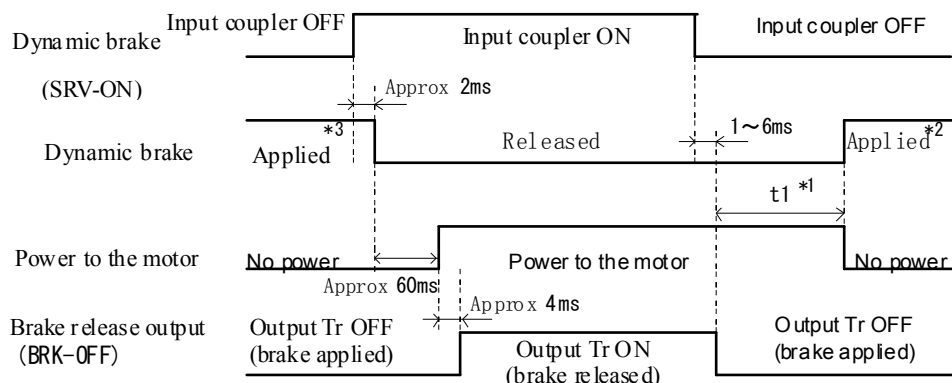 Dynamic brake
(SRV-ON)
Input coupler OFF
Input coupler ON
Input coupler OFF
Approx 2ms
Dynamic brake
Applied *3
Released
1~6ms
Applied *2
t1 *1
Power to the motor
No power
Power to the motor
No power
Approx 60ms
Approx 4ms
Brake release output
(BRK-OFF)
Output Tr OFF
(brake applied)
Output Tr ON
(brake released)
Output Tr OFF
(brake applied)